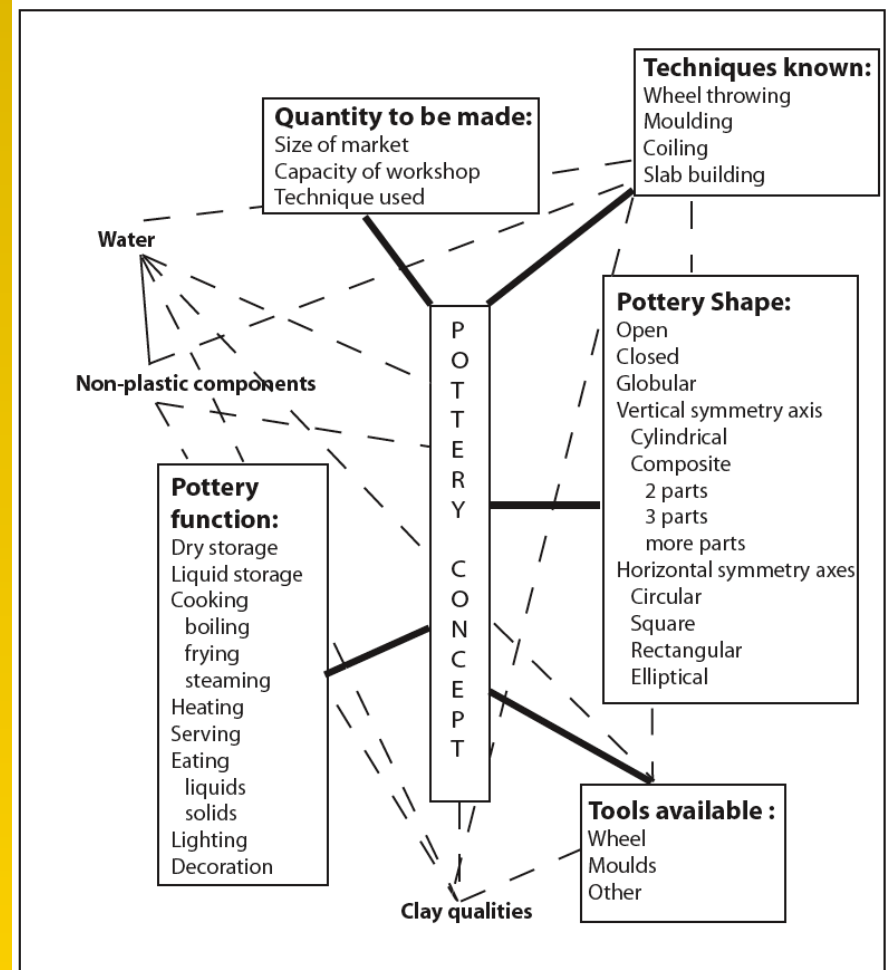 Techniques known:
Wheel throwing
Moulding
Coiling
Slab building
Quantity to be made:
Size of market
Capacity of workshop
Technique used
Water
Non-plastic components
POTTERY CONCEPT
Pottery Shape:
Open
Closed
Globular
Vertical symmetry axis
Cylindrical
Composite
2 parts
3 parts
more parts
Horizontal symmetry axes
Circular
Square
Rectangular
Elliptical
Pottery
function:
Dry storage
Liquid storage
Cooking
boiling
frying
steaming
Heating
Serving
Eating
liquids
solids
Lighting
Decoration
Tools available :
Wheel
Moulds
Other
Clay qualities